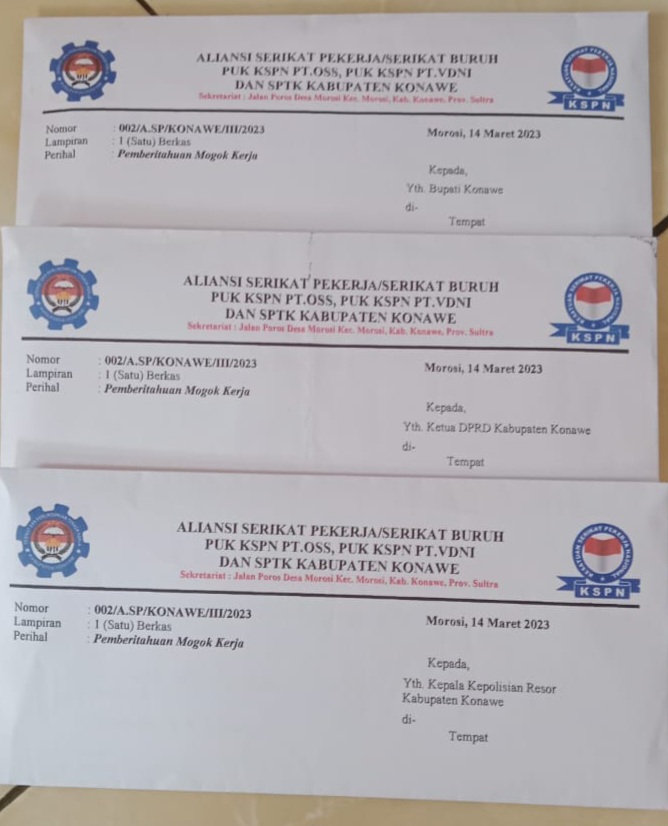 ALIANSI SERIKAT PEKERJA/SERIKAT BURUH
PUK KSPN PT.OSS, PUK KSPN PT.VDNI
DAN SPTK KABUPATEN KONAWE
Sekretariat : Jalan Poros Desa Morosi Kec. Morosi, Kab. Konawe, Prov. Sultra
KSPN
Nomor : 002/A.SP/KONAWE/III/2023
Lampiran : 1 (Satu) Berkas
Perihal : Pemberitahuan Mogok Kerja
Morosi, 14 Maret 2023
Kepada,
Yth. Bupati Konawe
di-
Tempat
ALIANSI SERIKAT PEKERJA/SERIKAT BURUH
PUK KSPN PT.OSS, PUK KSPN PT.VDNI
DAN SPTK KABUPATEN KONAWE
Sekretariat : Jalan Poros Desa Morosi Kec. Morosi, Kab. Konawe, Prov. Sultra
KESATUAN SERIKAT PEKERJA NASIONAL
KSPN
Nomor : 002/A.SP/KONAWE/III/2023
Lampiran : 1 (Satu) Berkas
Perihal : Pemberitahuan Mogok Kerja
Morosi, 14 Maret 2023
Kepada,
Yth. Ketua DPRD Kabupaten Konawe
di-
Tempat
ALIANSI SERIKAT PEKERJA/SERIKAT BURUH
PUK KSPN PT.OSS, PUK KSPN PT.VDNI
DAN SPTK KABUPATEN KONAWE
Sekretariat : Jalan Poros Desa Morosi Kec. Morosi, Kab. Konawe, Prov. Sultra
KESATUAN SERIKAT PEKERJA NASIONAL
KSPN
Nomor : 002/A.SP/KONAWE/III/2023
Lampiran : 1 (Satu) Berkas
Perihal : Pemberitahuan Mogok Kerja
Morosi, 14 Maret 2023
Kepada,
Yth. Kepala Kepolisian Resor
Kabupaten Konawe
di-
Tempat